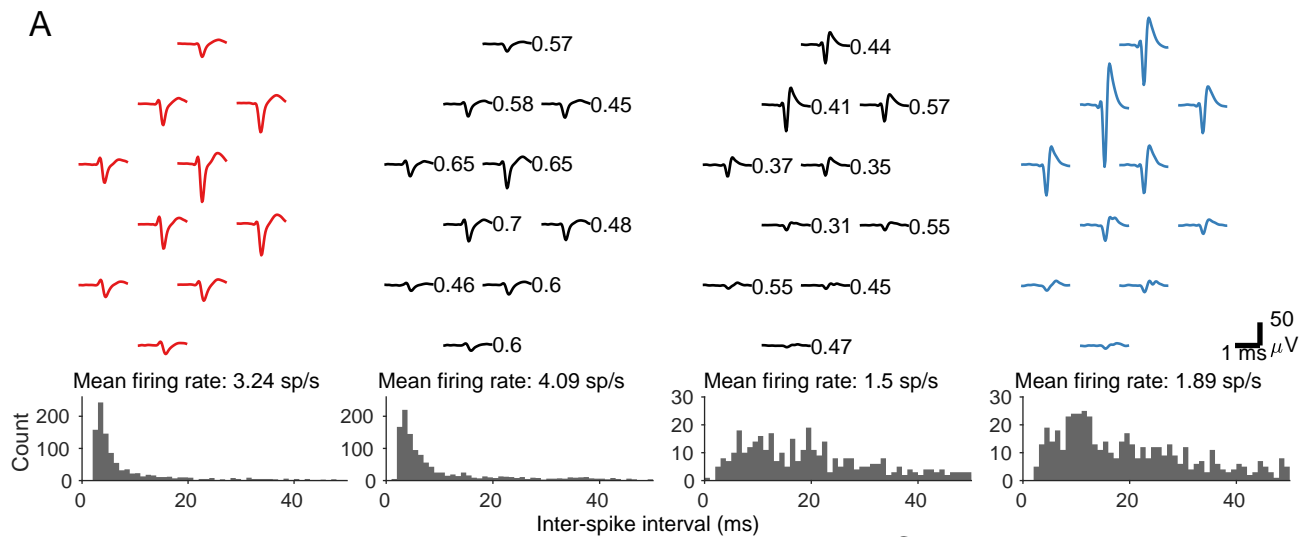 A
0.57
0.44
0.58 0.45
0.41 0.57
0.65 0.65
0.37 0.35
0.7 0.48
0.31 0.55
0.46 0.6
0.55 0.45
0.6
0.47
50
1 ms μV
Mean firing rate: 3.24 sp/s
Mean firing rate: 4.09 sp/s
Mean firing rate: 1.5 sp/s
Mean firing rate: 1.89 sp/s
Count
200
100
0
0 20 40
200
100
0
0 20 40
30
20
10
0
0 20 40
30
20
10
0
0 20 40
Inter-spike interval (ms)